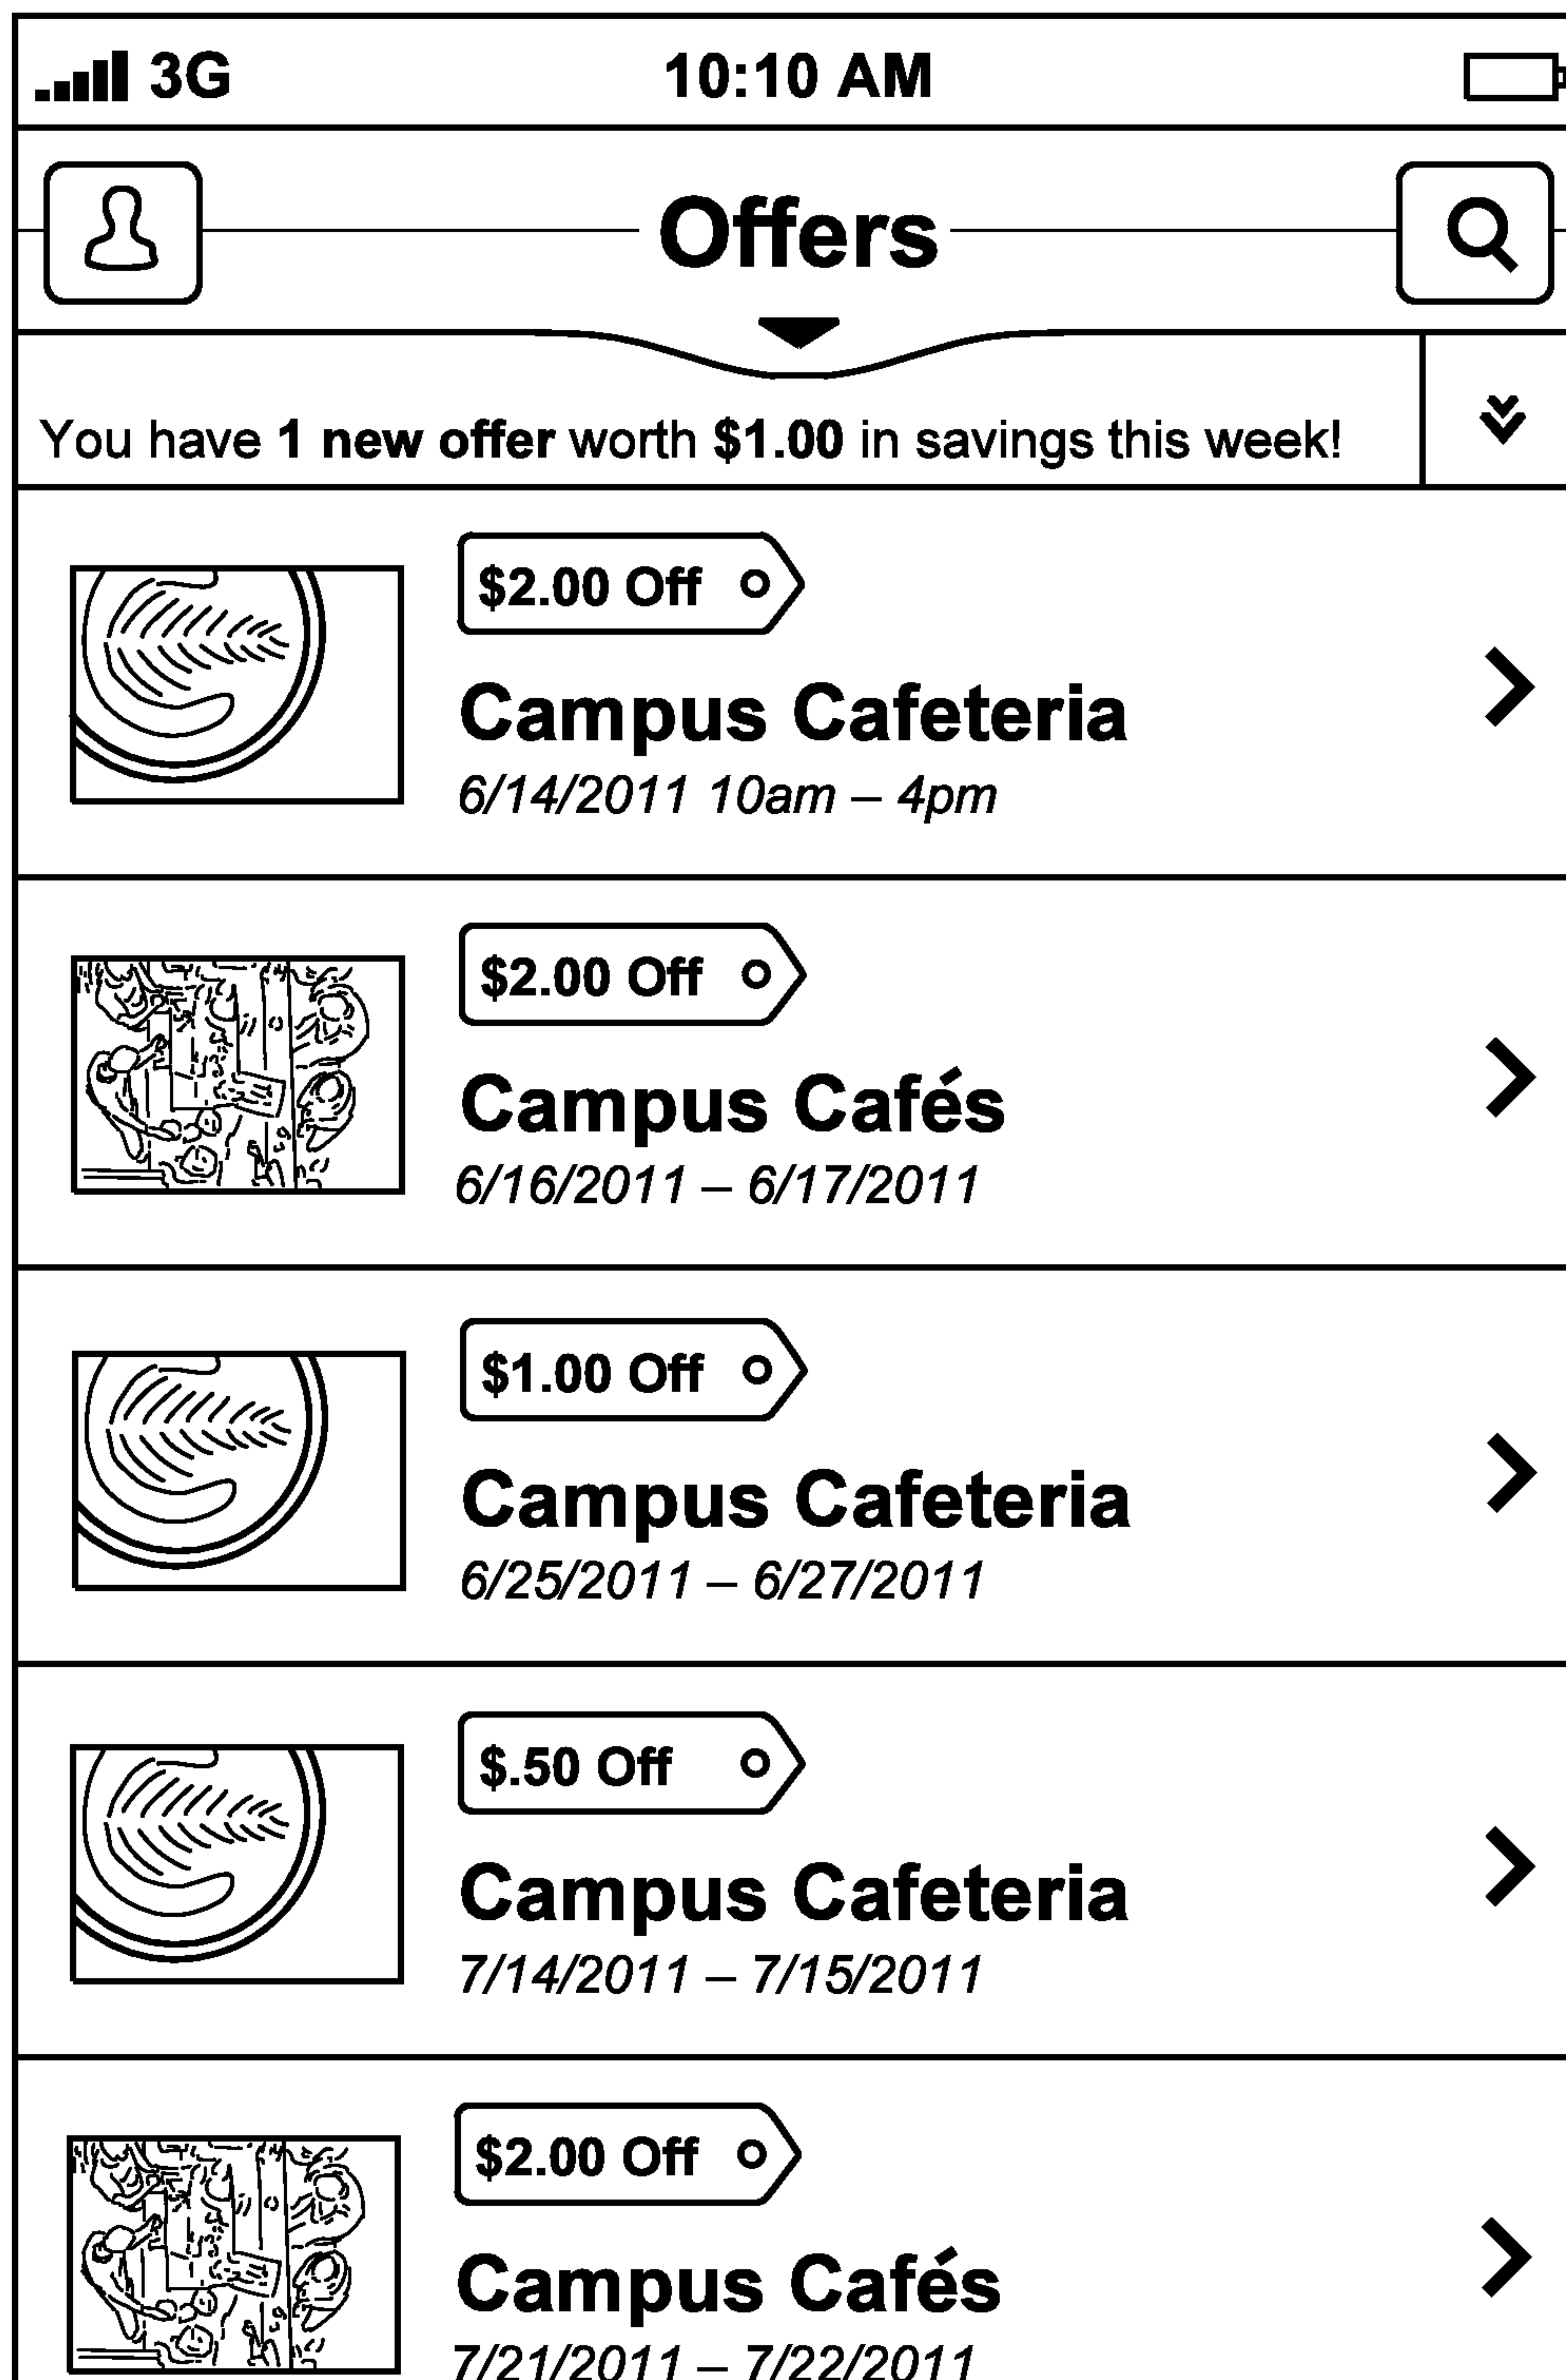 3G 10:10 AM
Offers
You have 1 new offer worth $1.00 in savings this week!
$2.00 Off
Campus Cafeteria
6/14/2011 10am – 4pm
$2.00 Off
Campus Cafés
6/16/2011 – 6/17/2011
$1.00 Off
Campus Cafeteria
6/25/2011 – 6/27/2011
$.50 Off
Campus Cafeteria
7/14/2011 – 7/15/2011
$2.00 Off
Campus Cafés
7/21/2011 – 7/22/2011